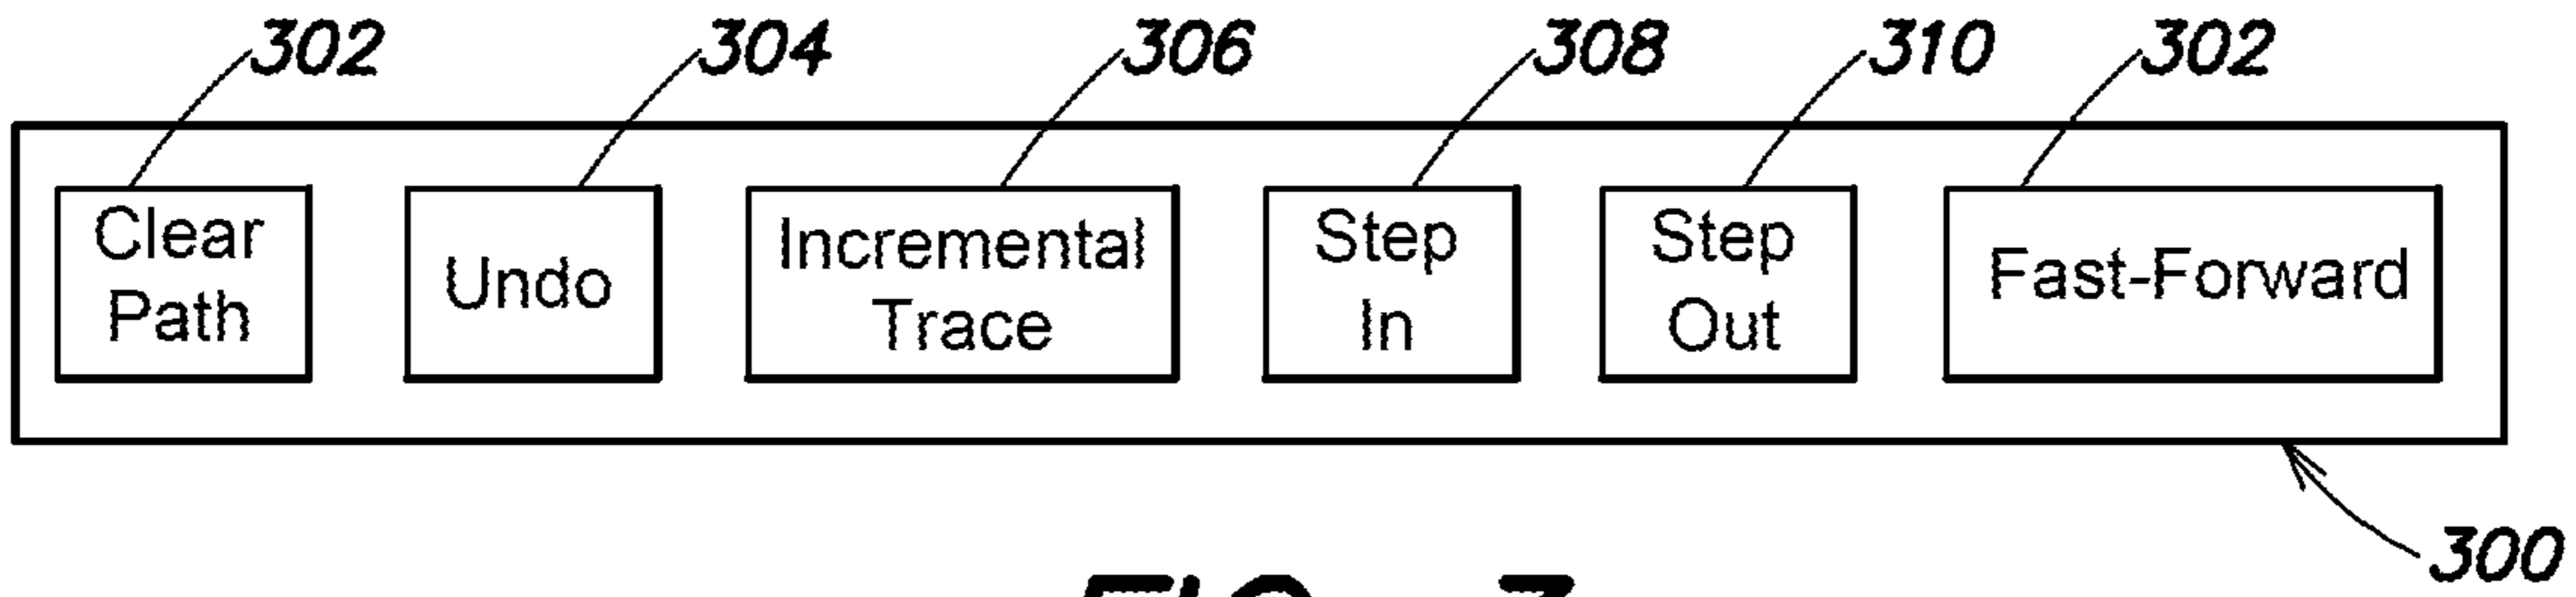 302 304 306 308 310 302
Clear Path
Undo
Incremental Trace
Step In
Step Out
Fast-Forward
300